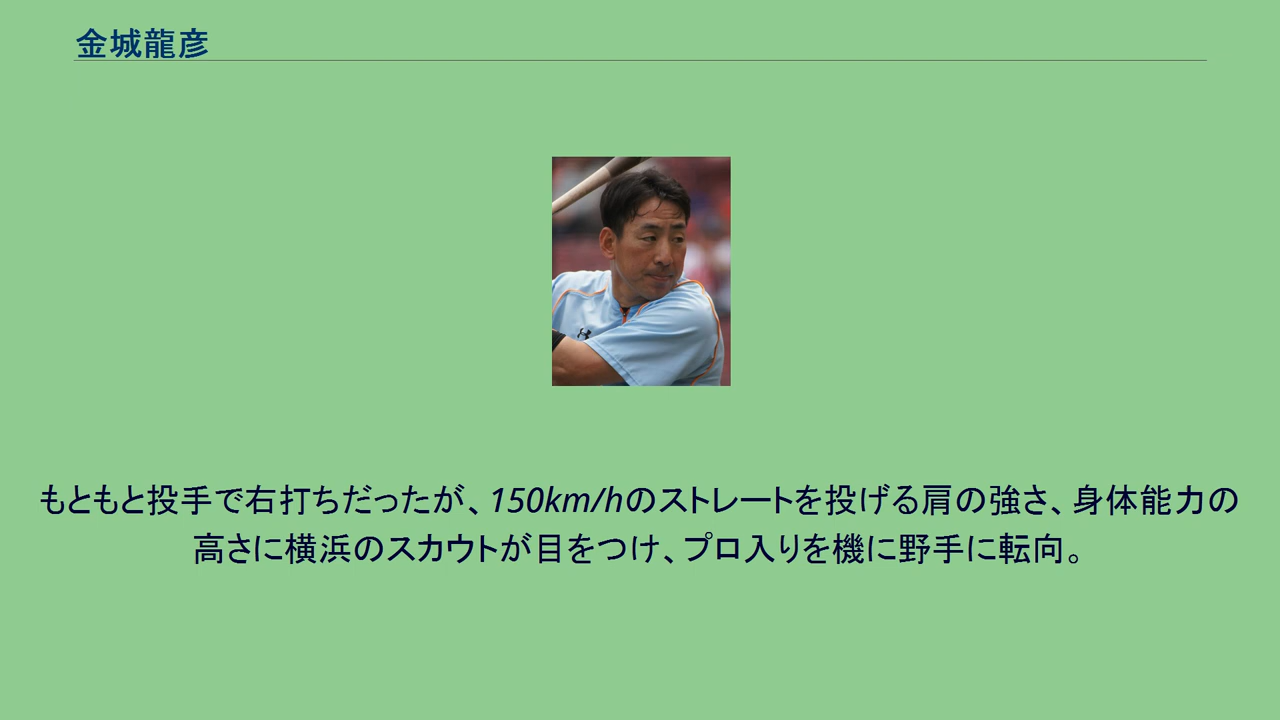 金城龍彦
もともと投手で右打ちだったが、150km/hのストレートを投げる肩の強さ、身体能力の
高さに横浜のスカウトが目をつけ、プロ入りを機に野手に転向。